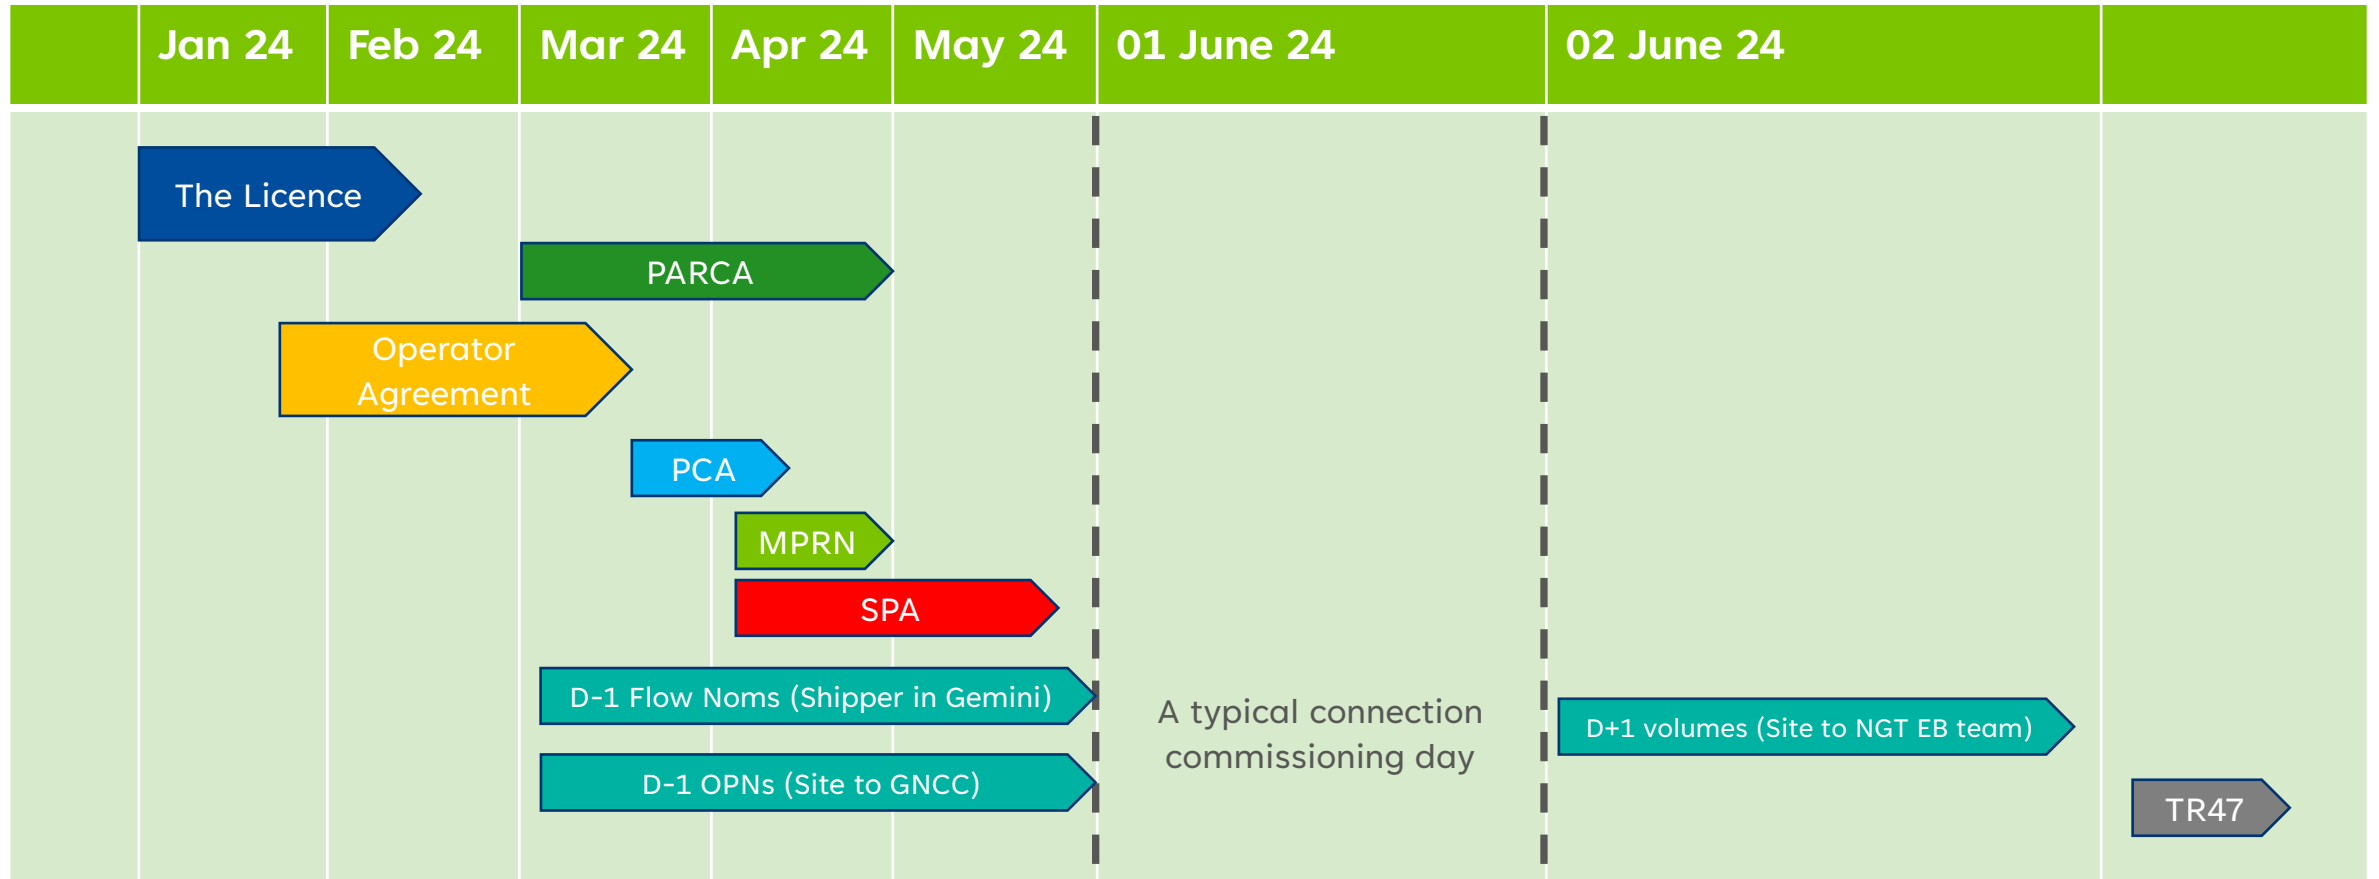 Jan 24
Feb 24
Mar 24
Apr 24
May 24
01 June 24
02 June 24
The Licence
PARCA
Operator
Agreement
PCA
MPRN
SPA
D-1 Flow Noms (Shipper in Gemini)
A typical connection
commissioning day
D+1 volumes (Site to NGT EB team)
D-1 OPNs (Site to GNCC)
TR47